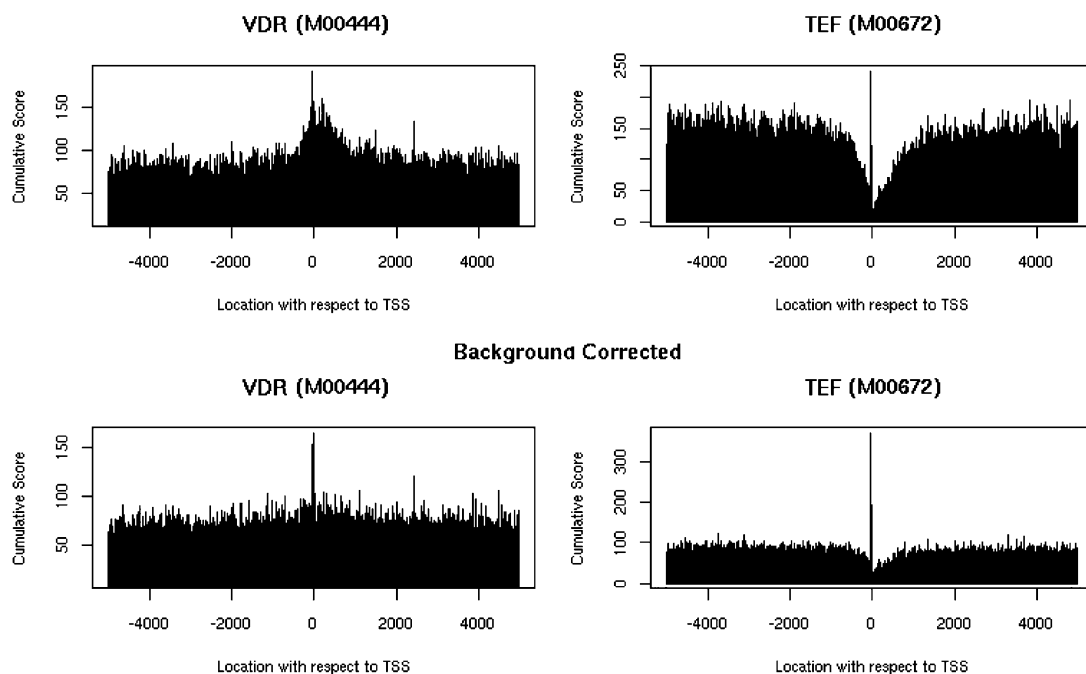 VDR (M00444)
Cumulative Score
50 100 150
-4000 -2000 0 2000 4000
Location with respect to TSS
TEF (M00672)
Cumulative Score
0 50 150 250
-4000 -2000 0 2000 4000
Location with respect to TSS
Background Corrected
VDR (M00444)
Cumulative Score
50 100 150
-4000 -2000 0 2000 4000
Location with respect to TSS
TEF (M00672)
Cumulative Score
0 100 200 300
-4000 -2000 0 2000 4000
Location with respect to TSS